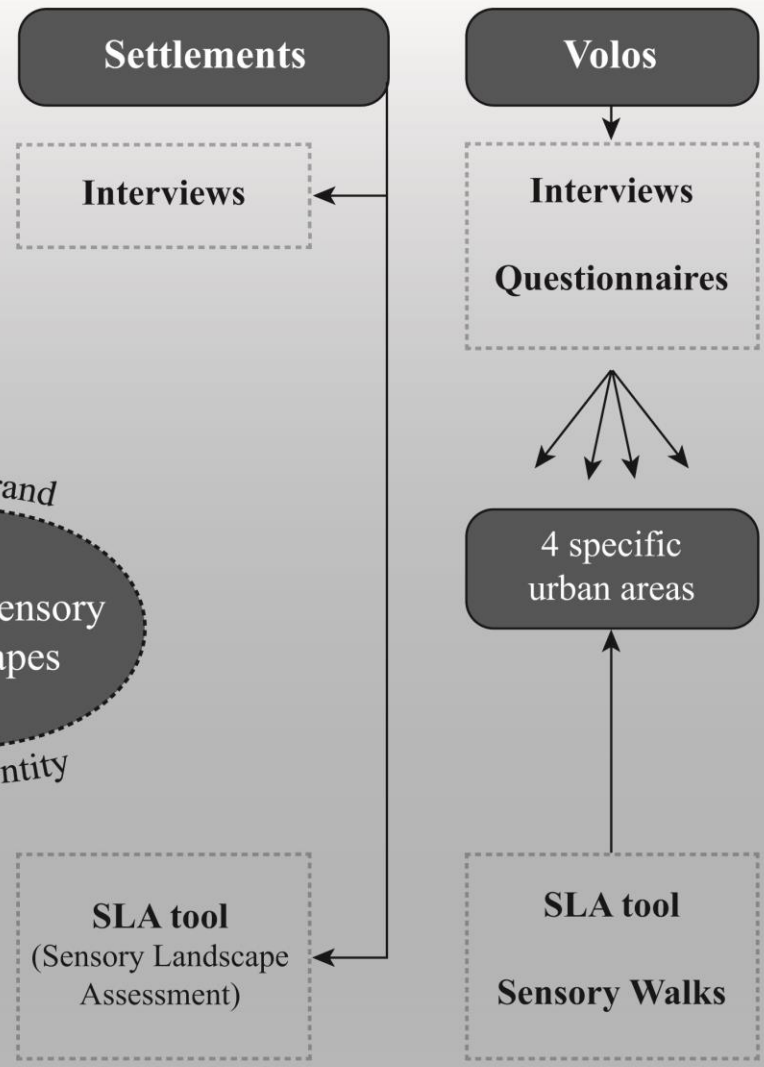 Settlements
Volos
Interviews
Interviews
Questionnaires
4 specific
urban areas
SLA tool
(Sensory Landscape
Assessment)
SLA tool
Sensory Walks